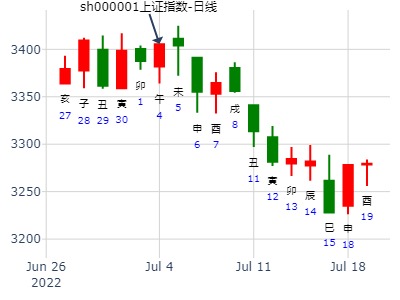 sh000001上证指数-日线
3400
3350
3300
3250
3200
亥
27
子
28
丑
29
寅
30
卯
1
午
4
未
5
申
6
酉
7
戌
8
丑
11
寅
12
卯
13
辰
14
巳
15
申
18
酉
19
Jun 26
2022
Jul 4
Jul 11
Jul 18